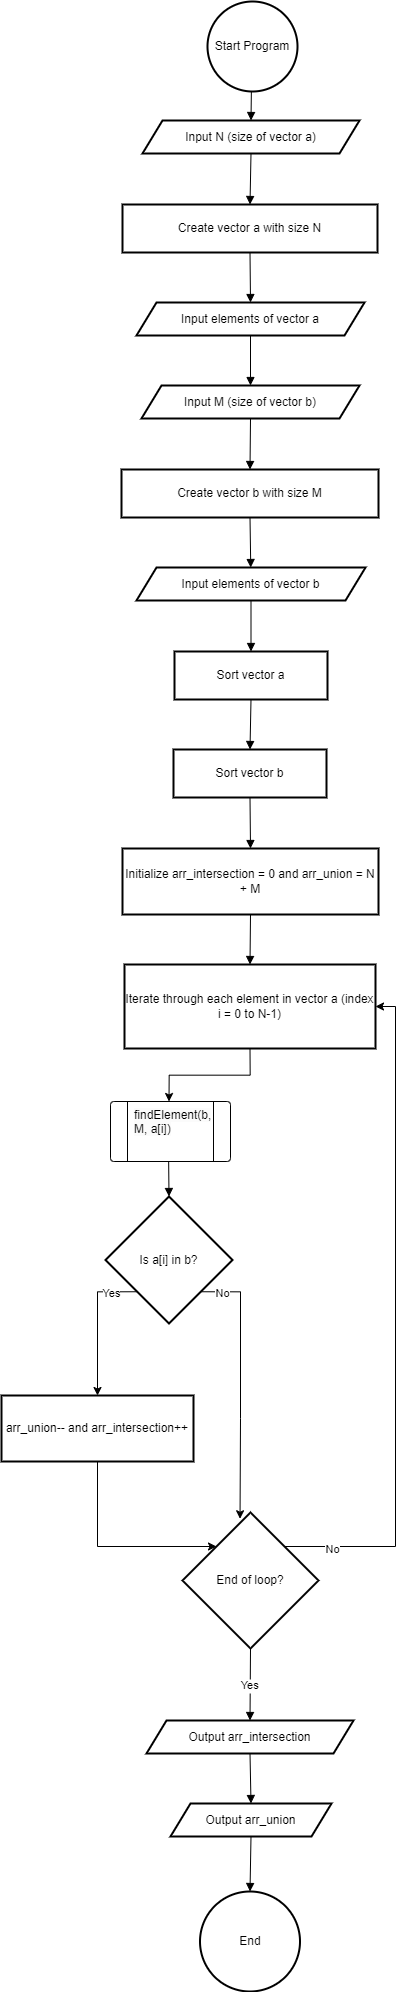 Start Program
Input N (size of vector a)
Create vector a with size N
Input elements of vector a
Input M (size of vector b)
Create vector b with size M
Input elements of vector b
Sort vector a
Sort vector b
Initialize arr_intersection = 0 and arr_union = N
+ M
Iterate through each element in vector a (index
i = 0 to N-1)
findElement(b,
M, a[i])
Is a[i] in b?
Yes
No
arr_union-- and arr_intersection++
No
End of loop?
Yes
Output arr_intersection
Output arr_union
End